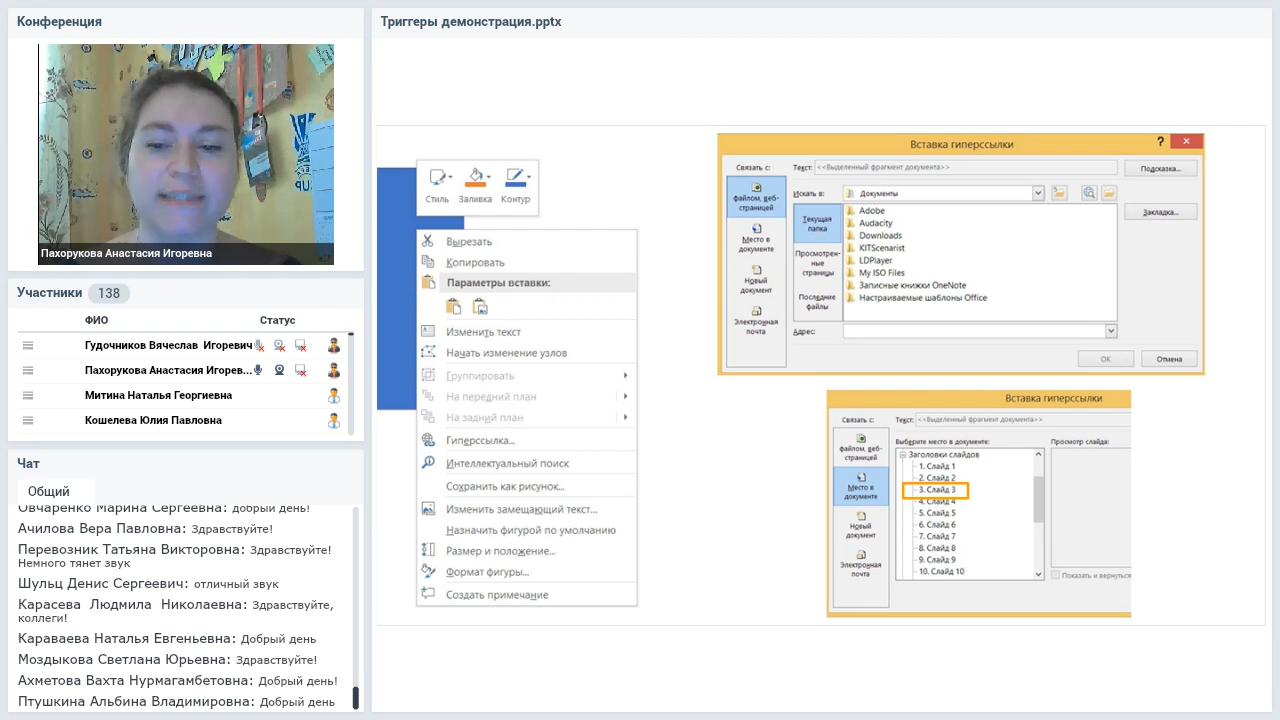 Конференция
Пахорукова Анастасия Игоревна
Участники 138
ФИО Статус
Гудочников Вячеслав Игоревич
Пахорукова Анастасия Игорев...
Митина Наталья Георгиевна
Кошелева Юлия Павловна
Чат
Общий
Овчаренко Марина Сергеевна: Добрый день!
Ачилова Вера Павловна: Здравствуйте!
Перевозник Татьяна Викторовна: Здравствуйте!
Немного тянет звук
Шульц Денис Сергеевич: отличный звук
Карасева Людмила Николаевна: Здравствуйте,
коллеги!
Караваева Наталья Евгеньевна: Добрый день
Моздыкова Светлана Юрьевна: Здравствуйте!
Ахметова Вахта Нурмагамбетовна: Добрый день!
Птушкина Альбина Владимировна: Добрый день
Триггеры демонстрация.pptx
Стиль Заливка Контур
Вырезать
Копировать
Параметры вставки:
Изменить текст
Начать изменение узлов
Группировать
На передний план
На задний план
Гиперссылка...
Интеллектуальный поиск
Сохранить как рисунок...
Изменить замещающий текст...
Назначить фигурой по умолчанию
Размер и положение...
Формат фигуры...
Создать примечание
Вставка гиперссылки ?
Связать с: Текст: <<Выделенный фрагмент документа>> Подсказка...
файлом, веб-
страницей
Место в
документе
Новый
документ
Электронная
почта
Искать в: Документы
Закладка...
Текущая
папка
Просмотрен-
ные
страницы
Последние
файлы
Adobe
Audacity
Downloads
KITScenarist
LDPlayer
My ISO Files
Записные книжки OneNote
Настраиваемые шаблоны Office
Адрес:
ОК Отмена
Вставка гиперссылки
Связать с: Текст: <<Выделенный фрагмент документа>>
файлом, веб-
страницей
Место в
документе
Новый
документ
Электронная
почта
Выберите место в документе: Просмотр слайда:
Заголовки слайдов
1. Слайд 1
2. Слайд 2
3. Слайд 3
4. Слайд 4
5. Слайд 5
6. Слайд 6
7. Слайд 7
8. Слайд 8
9. Слайд 9
10. Слайд 10
Показать и вернуться